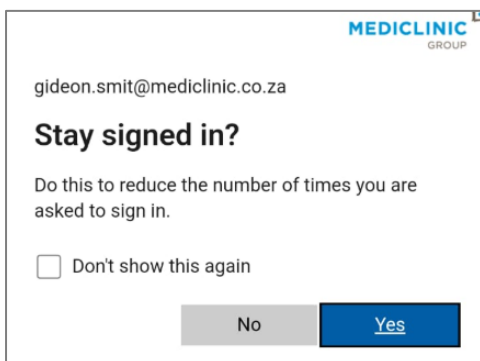 MEDICLINIC
GROUP
gideon.smit@mediclinic.co.za
Stay signed in?
Do this to reduce the number of times you are
asked to sign in.
Don't show this again
No
Yes